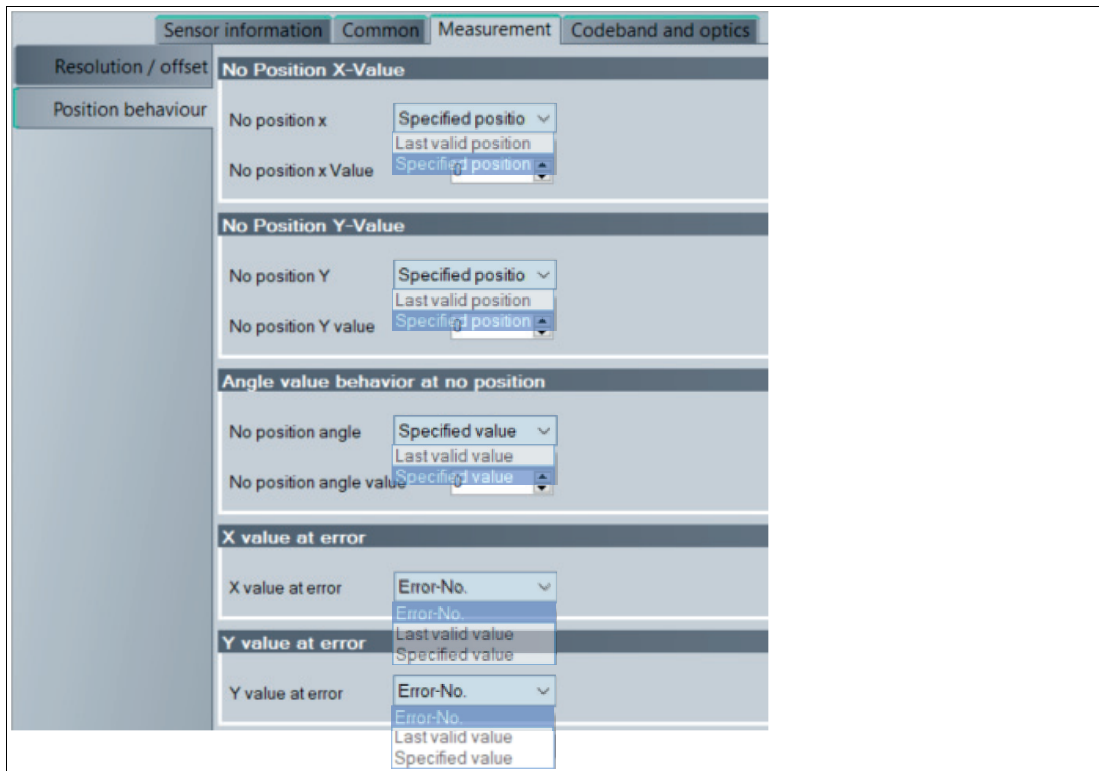 Sensor information Common Measurement Codeband and optics
Resolution / offset
Position behaviour
No Position X-Value
No position x Specified positio
Last valid position
Specified position
No position x Value 0
No Position Y-Value
No position Y Specified positio
Last valid position
Specified position
No position Y value 0
Angle value behavior at no position
No position angle Specified value
Last valid value
Specified value
No position angle value 0
X value at error
X value at error Error-No.
Error-No.
Last valid value
Specified value
Y value at error
Y value at error Error-No.
Error-No.
Last valid value
Specified value